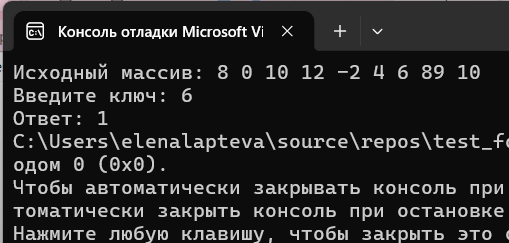 Консоль отладки Microsoft Vi
Исходный массив: 8 0 10 12 -2 4 6 89 10
Введите ключ: 6
Ответ: 1
C:\Users\elenalapteva\source\repos\test_fo
одом 0 (0x0).
Чтобы автоматически закрывать консоль при
томатически закрыть консоль при остановке
Нажмите любую клавишу, чтобы закрыть это о